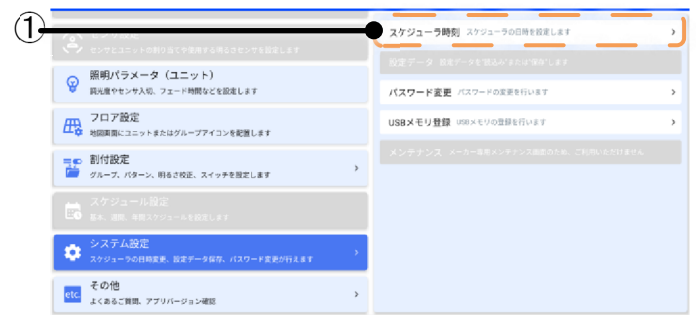 ①
センサ設定
センサとユニットの割り当てや使用する明るさセンサを設定します
照明パラメータ（ユニット）
調光度やセンサ入切、フェード時間などを設定します
フロア設定
地図画面にユニットまたはグループアイコンを配置します
割付設定
グループ、パターン、明るさ校正、スイッチを設定します
スケジュール設定
基本、週間、年間スケジュールを設定します
システム設定
スケジューラの日時変更、設定データ保存、パスワード変更が行えます
etc.
その他
よくあるご質問、アプリバージョン確認
スケジューラ時刻 スケジューラの日時を設定します
設定データ 設定データを"読込み"または"保存"します
パスワード変更 パスワードの変更を行います
USBメモリ登録 USBメモリの登録を行います
メンテナンス メーカー専用メンテナンス画面のため、ご利用いただけません